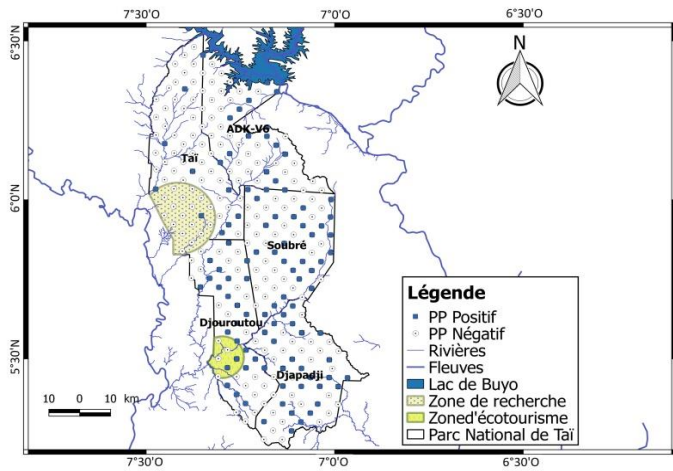 7°30'O 7°0'O 6°30'O
6°30'N
N
ADK-V6
Taï
6°0'N
Soubré
Légende
PP Positif
PP Négatif
Rivières
Fleuves
Lac de Buyo
Zone de recherche
Zoned'écotourisme
Parc National de Taï
Djouroutou
5°30'N
Djapadji
10 0 10 km
7°30'O 7°0'O 6°30'O